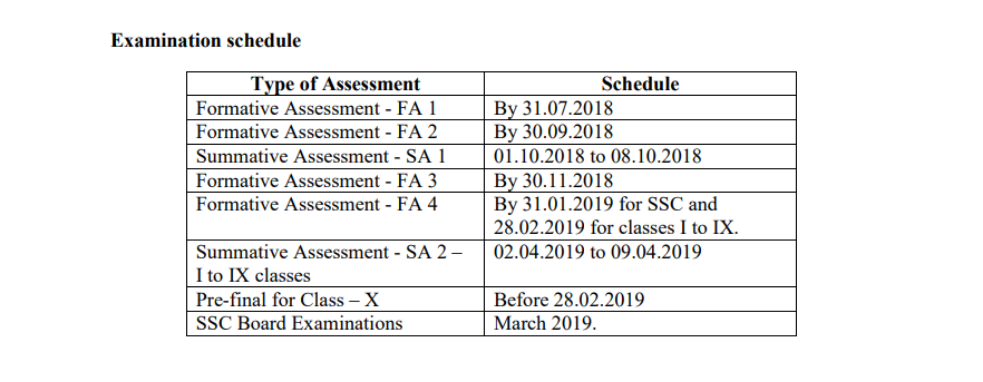 Examination schedule
Type of Assessment Schedule
Formative Assessment - FA 1 By 31.07.2018
Formative Assessment - FA 2 By 30.09.2018
Summative Assessment - SA 1 01.10.2018 to 08.10.2018
Formative Assessment - FA 3 By 30.11.2018
Formative Assessment - FA 4 By 31.01.2019 for SSC and
28.02.2019 for classes I to IX.
Summative Assessment - SA 2 – 02.04.2019 to 09.04.2019
I to IX classes
Pre-final for Class – X Before 28.02.2019
SSC Board Examinations March 2019.